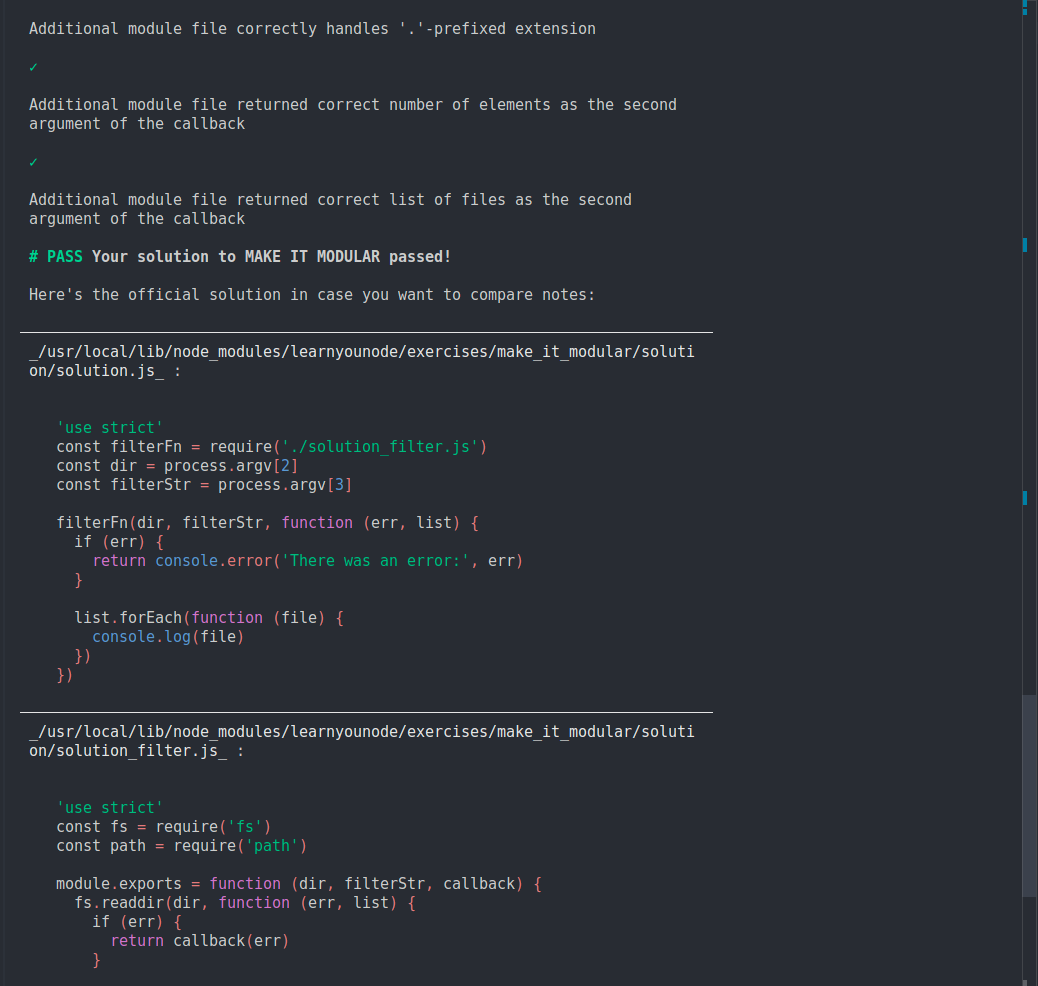 Additional module file correctly handles '.'-prefixed extension
✓
Additional module file returned correct number of elements as the second
argument of the callback
✓
Additional module file returned correct list of files as the second
argument of the callback
# PASS Your solution to MAKE IT MODULAR passed!
Here's the official solution in case you want to compare notes:
_/usr/local/lib/node_modules/learnyounode/exercises/make_it_modular/soluti
on/solution.js_ :
'use strict'
const filterFn = require('./solution_filter.js')
const dir = process.argv[2]
const filterStr = process.argv[3]
filterFn(dir, filterStr, function (err, list) {
  if (err) {
    return console.error('There was an error:', err)
  }
  list.forEach(function (file) {
    console.log(file)
  })
})
_/usr/local/lib/node_modules/learnyounode/exercises/make_it_modular/soluti
on/solution_filter.js_ :
'use strict'
const fs = require('fs')
const path = require('path')
module.exports = function (dir, filterStr, callback) {
  fs.readdir(dir, function (err, list) {
    if (err) {
      return callback(err)
    }